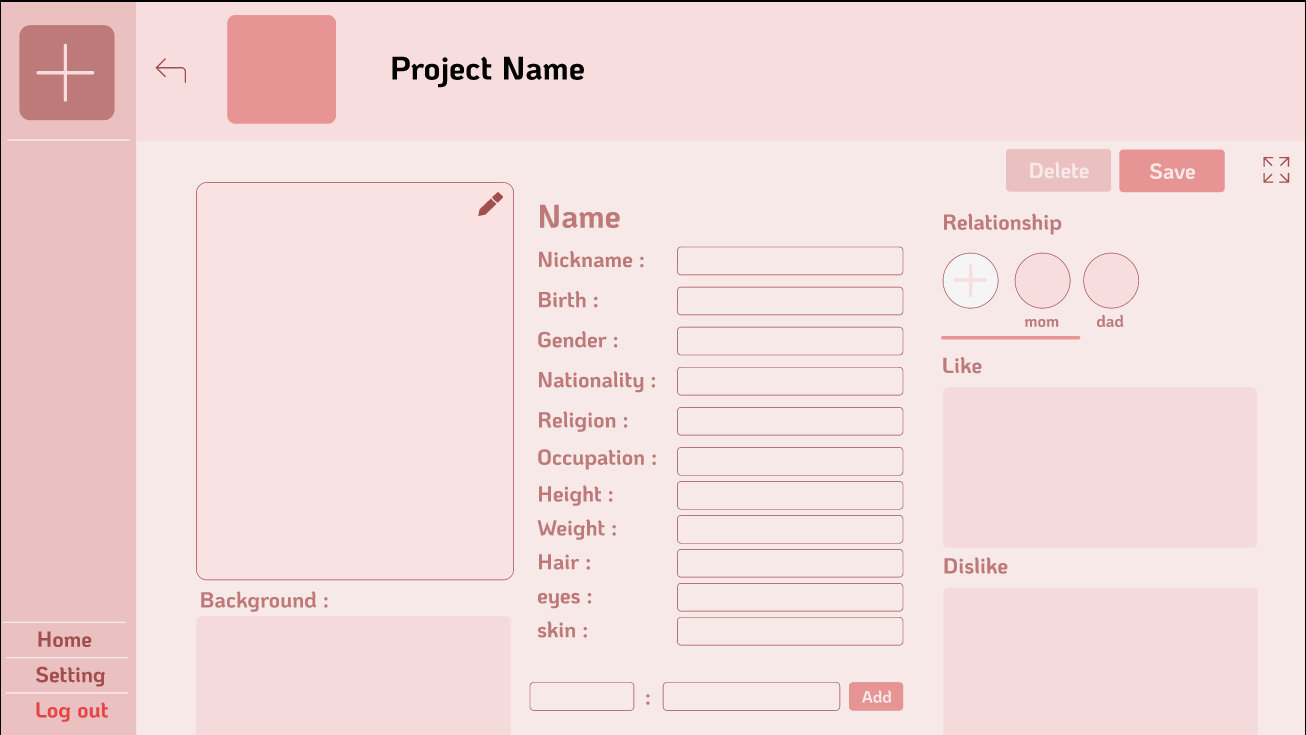 Project Name
Delete
Save
Name
Nickname :
Birth :
Gender :
Nationality :
Religion :
Occupation :
Height :
Weight :
Hair :
eyes :
skin :
:
Add
Relationship
mom
dad
Like
Dislike
Background :
Home
Setting
Log out